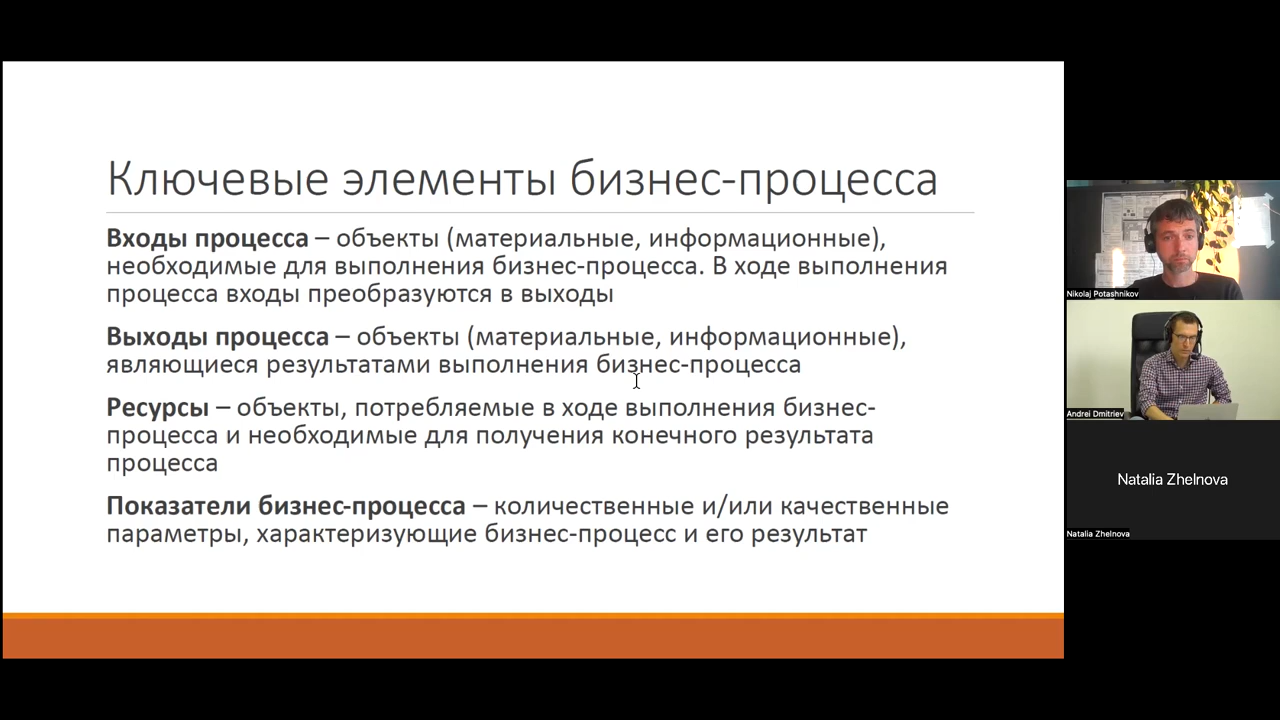 Ключевые элементы бизнес-процесса
Входы процесса – объекты (материальные, информационные),
необходимые для выполнения бизнес-процесса. В ходе выполнения
процесса входы преобразуются в выходы
Выходы процесса – объекты (материальные, информационные),
являющиеся результатами выполнения бизнес-процесса
Ресурсы – объекты, потребляемые в ходе выполнения бизнес-
процесса и необходимые для получения конечного результата
процесса
Показатели бизнес-процесса – количественные и/или качественные
параметры, характеризующие бизнес-процесс и его результат
Nikolaj Potashnikov
Andrei Dmitriev
Natalia Zhelnova
Natalia Zhelnova